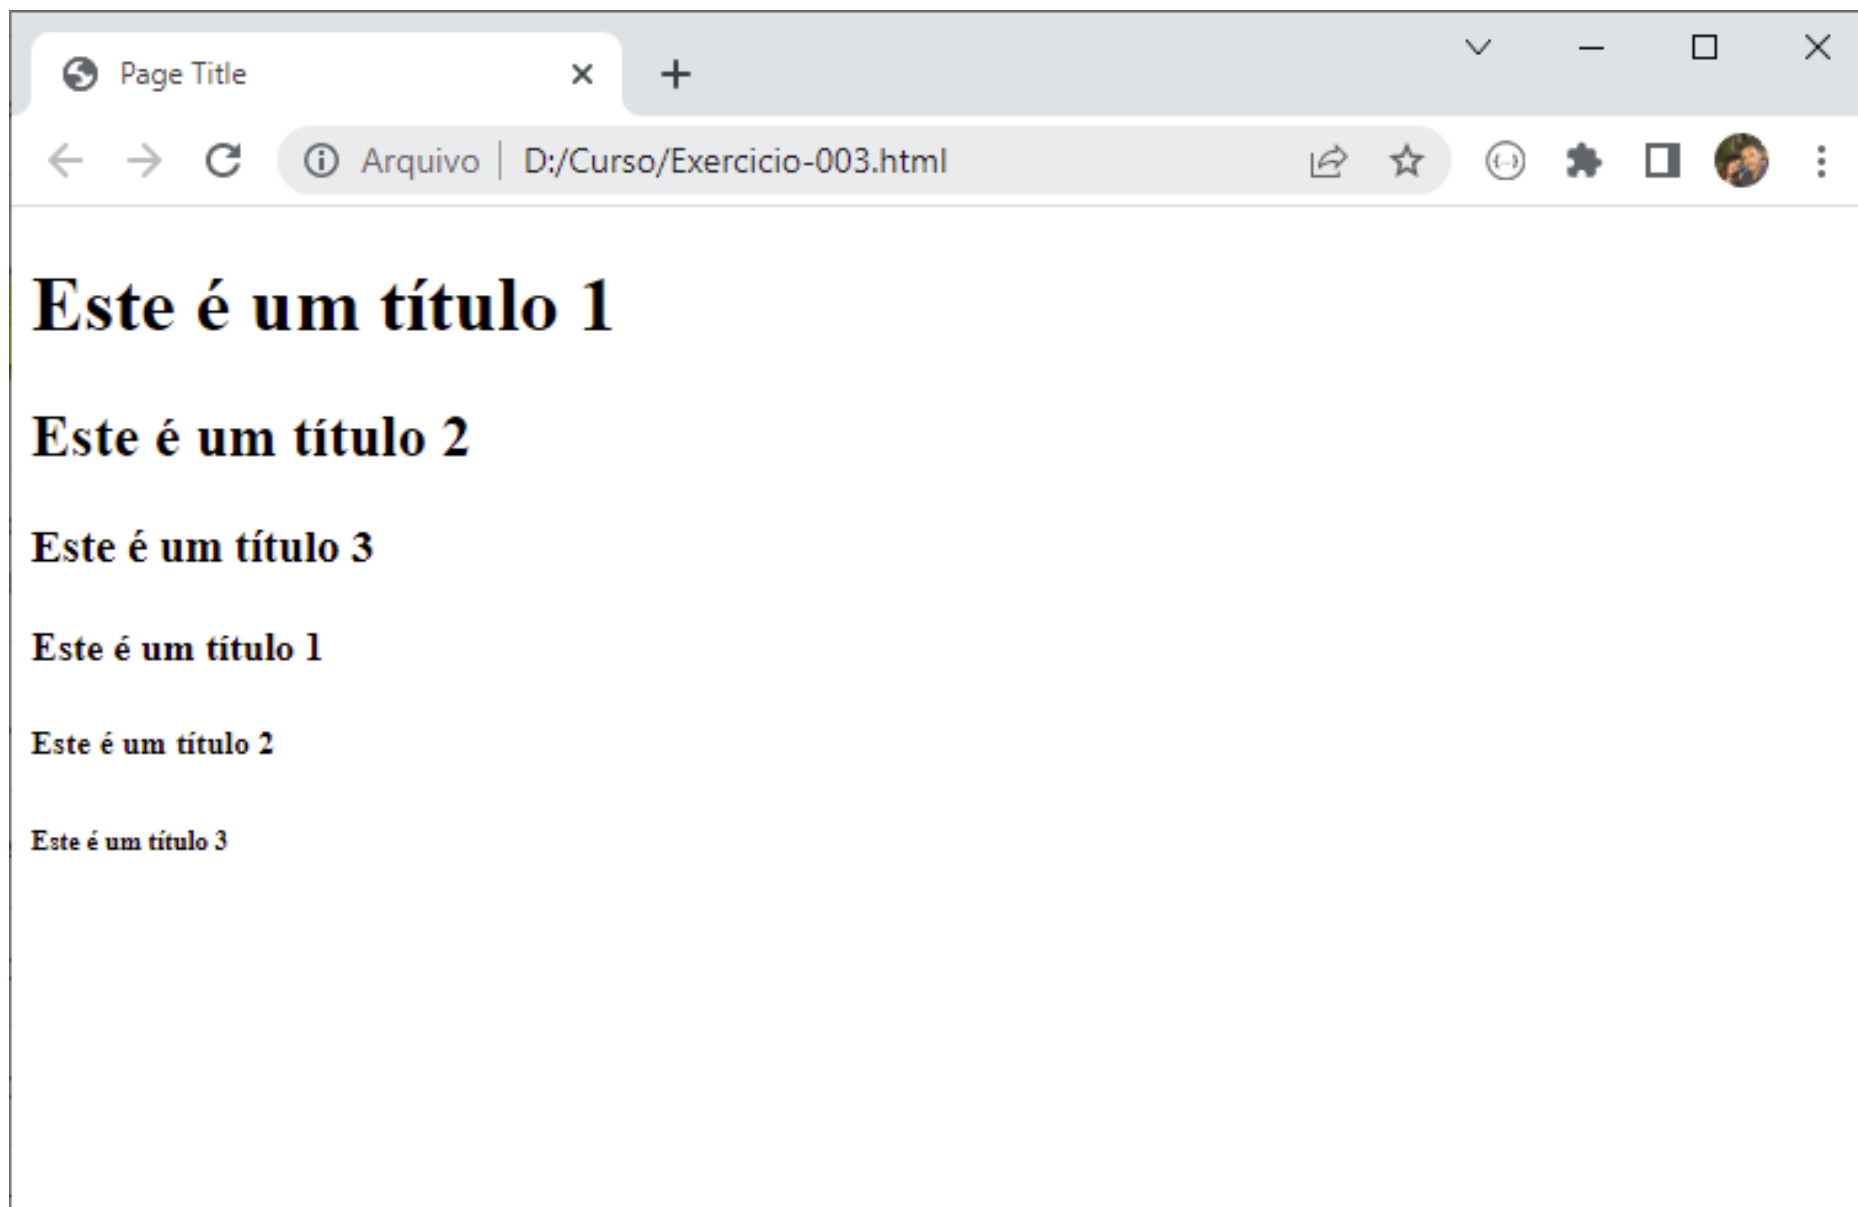 Page Title
Arquivo D:/Curso/Exercicio-003.html
Este é um título 1
Este é um título 2
Este é um título 3
Este é um título 1
Este é um título 2
Este é um título 3